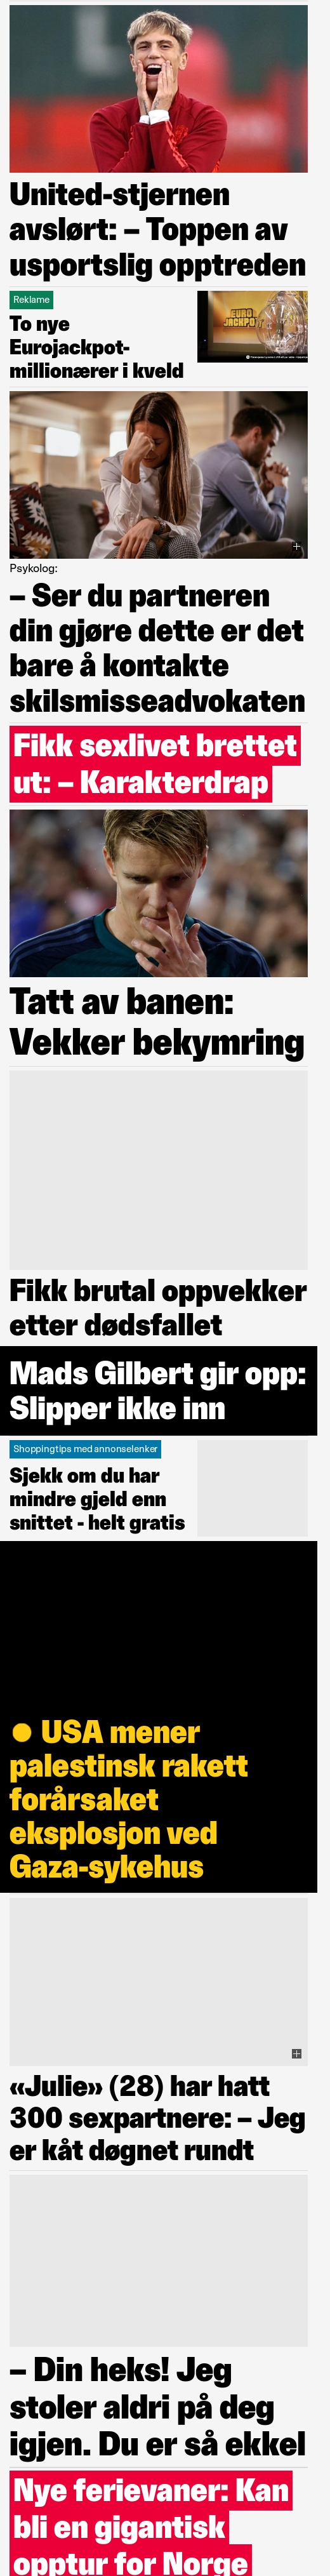 United-stjernen
avslørt: – Toppen av
usportslig opptreden
Reklame
To nye
Eurojackpot-
millionærer i kveld
EURO
JACKPOT
Psykolog:
– Ser du partneren
din gjøre dette er det
bare å kontakte
skilsmisseadvokaten
Fikk sexlivet brettet
ut: – Karakterdrap
Tatt av banen:
Vekker bekymring
Fikk brutal oppvekker
etter dødsfallet
Mads Gilbert gir opp:
Slipper ikke inn
Shoppingtips med annonselenker
Sjekk om du har
mindre gjeld enn
snittet - helt gratis
● USA mener
palestinsk rakett
forårsaket
eksplosjon ved
Gaza-sykehus
«Julie» (28) har hatt
300 sexpartnere: – Jeg
er kåt døgnet rundt
– Din heks! Jeg
stoler aldri på deg
igjen. Du er så ekkel
Nye ferievaner: Kan
bli en gigantisk
opptur for Norge